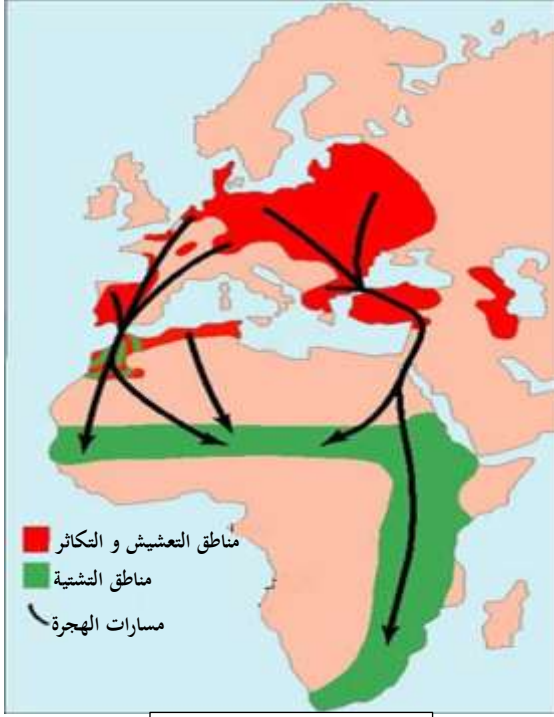 مناطق التعشيش و التكاثر
مناطق التشتية
مسارات الهجرة